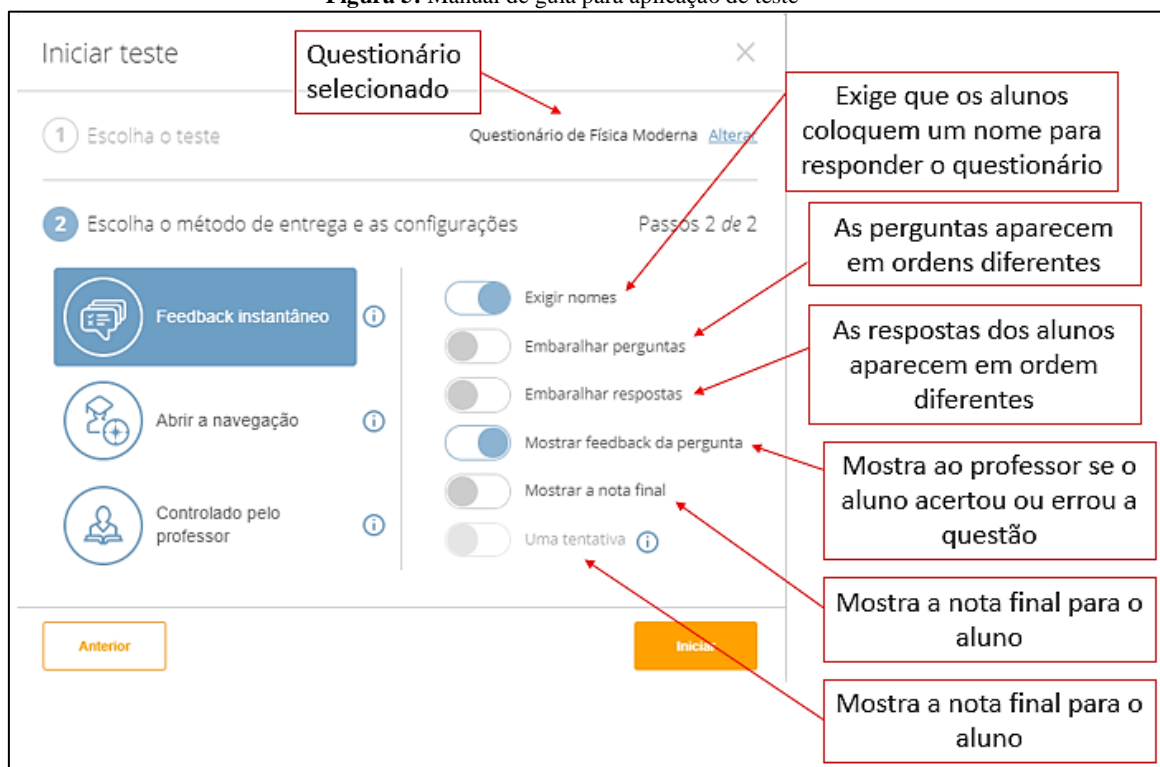 Figura 5: Manual de guia para aplicação de teste
Iniciar teste
Questionário
selecionado
1 Escolha o teste
Questionário de Física Moderna Alterar
Exige que os alunos
coloquem um nome para
responder o questionário
2 Escolha o método de entrega e as configurações
Passos 2 de 2
As perguntas aparecem
em ordens diferentes
Feedback instantâneo
Abrir a navegação
Controlado pelo
professor
Exigir nomes
Embaralhar perguntas
Embaralhar respostas
Mostrar feedback da pergunta
Mostrar a nota final
Uma tentativa
As respostas dos alunos
aparecem em ordem
diferentes
Mostra ao professor se o
aluno acertou ou errou a
questão
Mostra a nota final para o
aluno
Mostra a nota final para o
aluno
Anterior
Iniciar